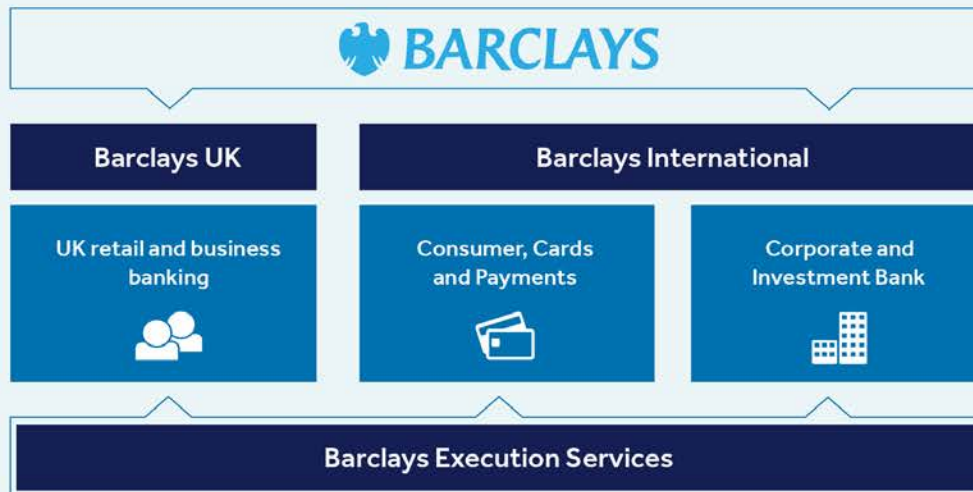 BARCLAYS
Barclays UK
Barclays International
UK retail and business
banking
Consumer, Cards
and Payments
Corporate and
Investment Bank
Barclays Execution Services